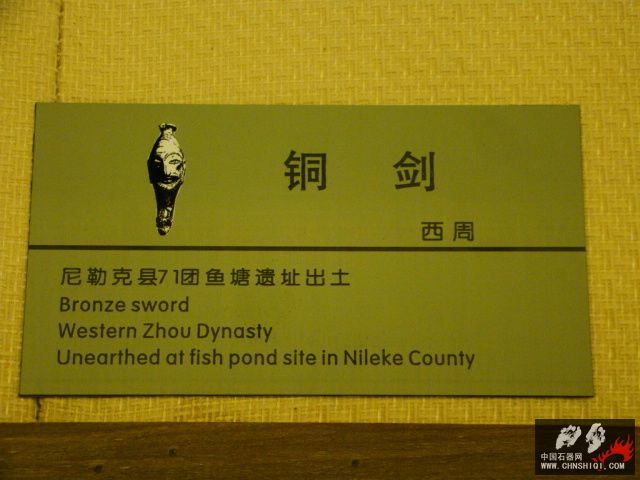 铜 剑
西周
尼勒克县71团鱼塘遗址出土
Bronze sword
Western Zhou Dynasty
Unearthed at fish pond site in Nileke County
中国石器网
WWW.CHNSHIQI.COM